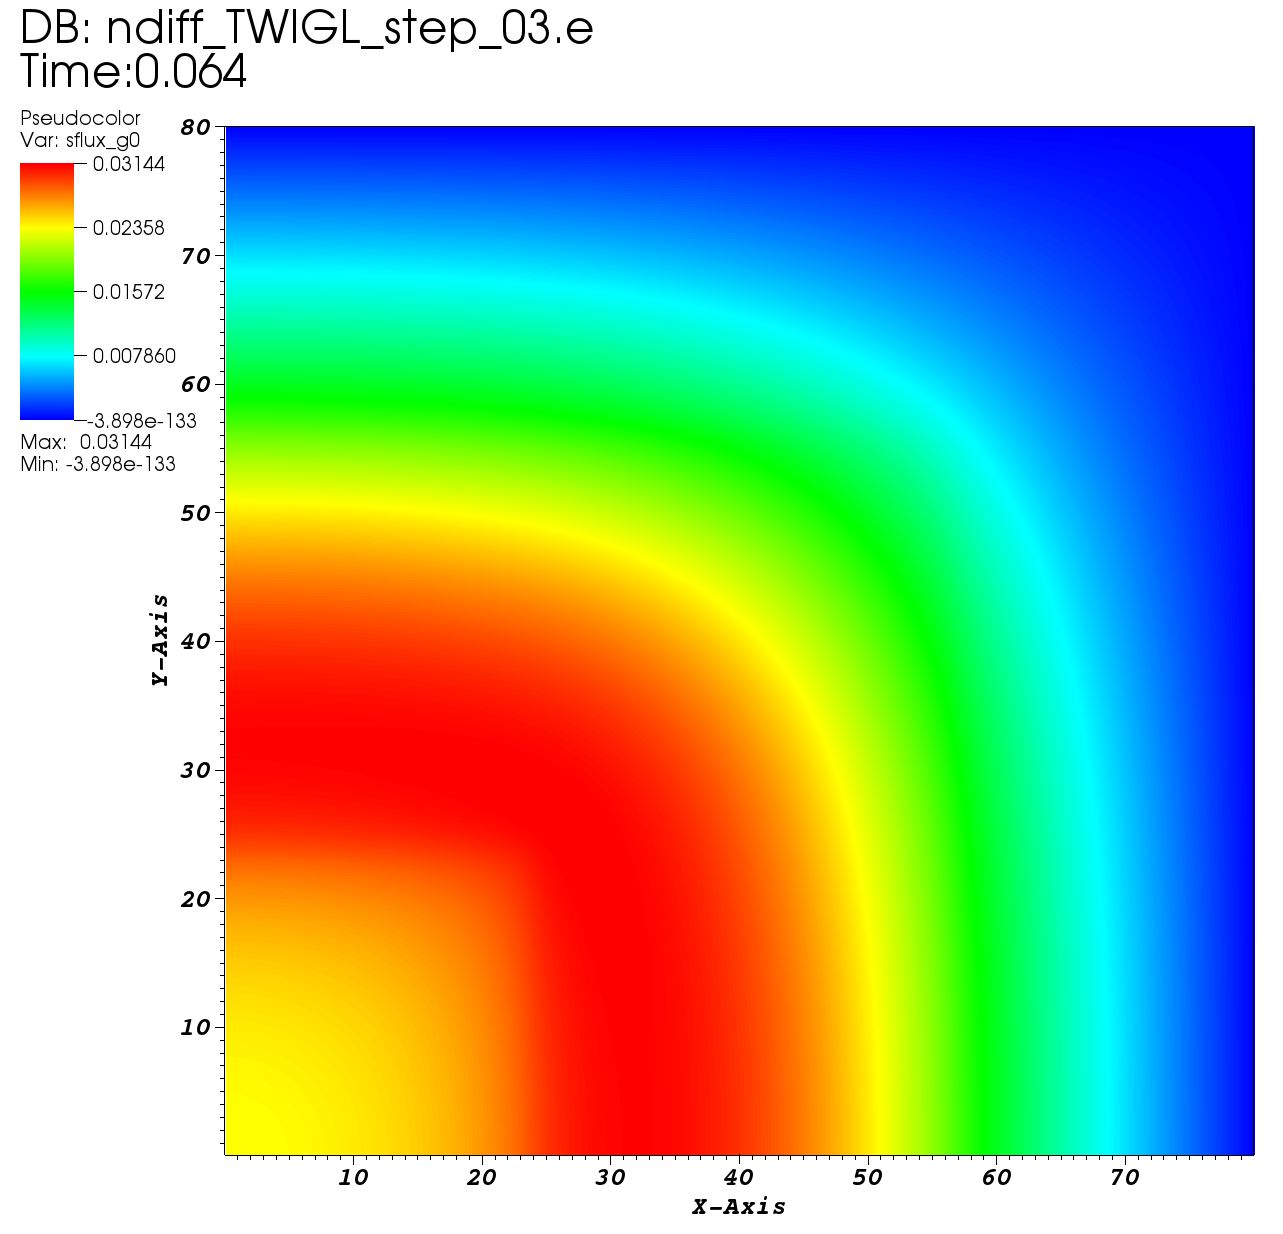 DB: ndiff_TWIGL_step_03.e
Time:0.064
Pseudocolor
Var: sflux_g0
0.03144
0.02358
0.01572
0.007860
-3.898e-133
Max: 0.03144
Min: -3.898e-133
80
70
60
50
40
30
20
10
Y-Axis
10 20 30 40 50 60 70
X-Axis